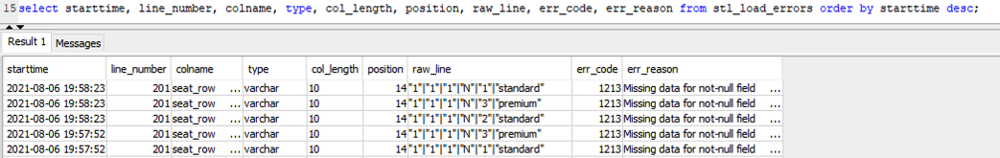 15 select starttime, line_number, colname, type, col_length, position, raw_line, err_code, err_reason from stl_load_errors order by starttime desc;
Result 1 Messages
starttime line_number colname type col_length position raw_line err_code err_reason
2021-08-06 19:58:23 201 seat_row ... varchar 10 14 "1"|"1"|"1"|"N"|"1"|"standard" 1213 Missing data for not-null field ...
2021-08-06 19:58:23 201 seat_row ... varchar 10 14 "1"|"1"|"1"|"N"|"3"|"premium" 1213 Missing data for not-null field ...
2021-08-06 19:58:23 201 seat_row ... varchar 10 14 "1"|"1"|"1"|"N"|"2"|"standard" 1213 Missing data for not-null field ...
2021-08-06 19:57:52 201 seat_row ... varchar 10 14 "1"|"1"|"1"|"N"|"3"|"premium" 1213 Missing data for not-null field ...
2021-08-06 19:57:52 201 seat_row ... varchar 10 14 "1"|"1"|"1"|"N"|"1"|"standard" 1213 Missing data for not-null field ...